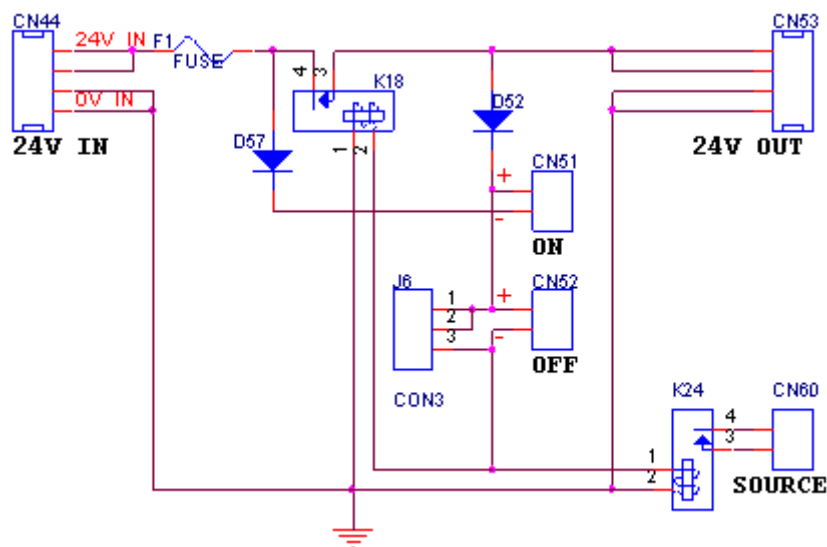 CN44
CN53
24V IN
F1
FUSE
4
3
K18
0V IN
D52
24V IN
D57
24V OUT
1
2
CN51
+
-
ON
J6
CN52
1
+
2
3
-
OFF
CON3
K24
CN60
4
3
1
2
SOURCE